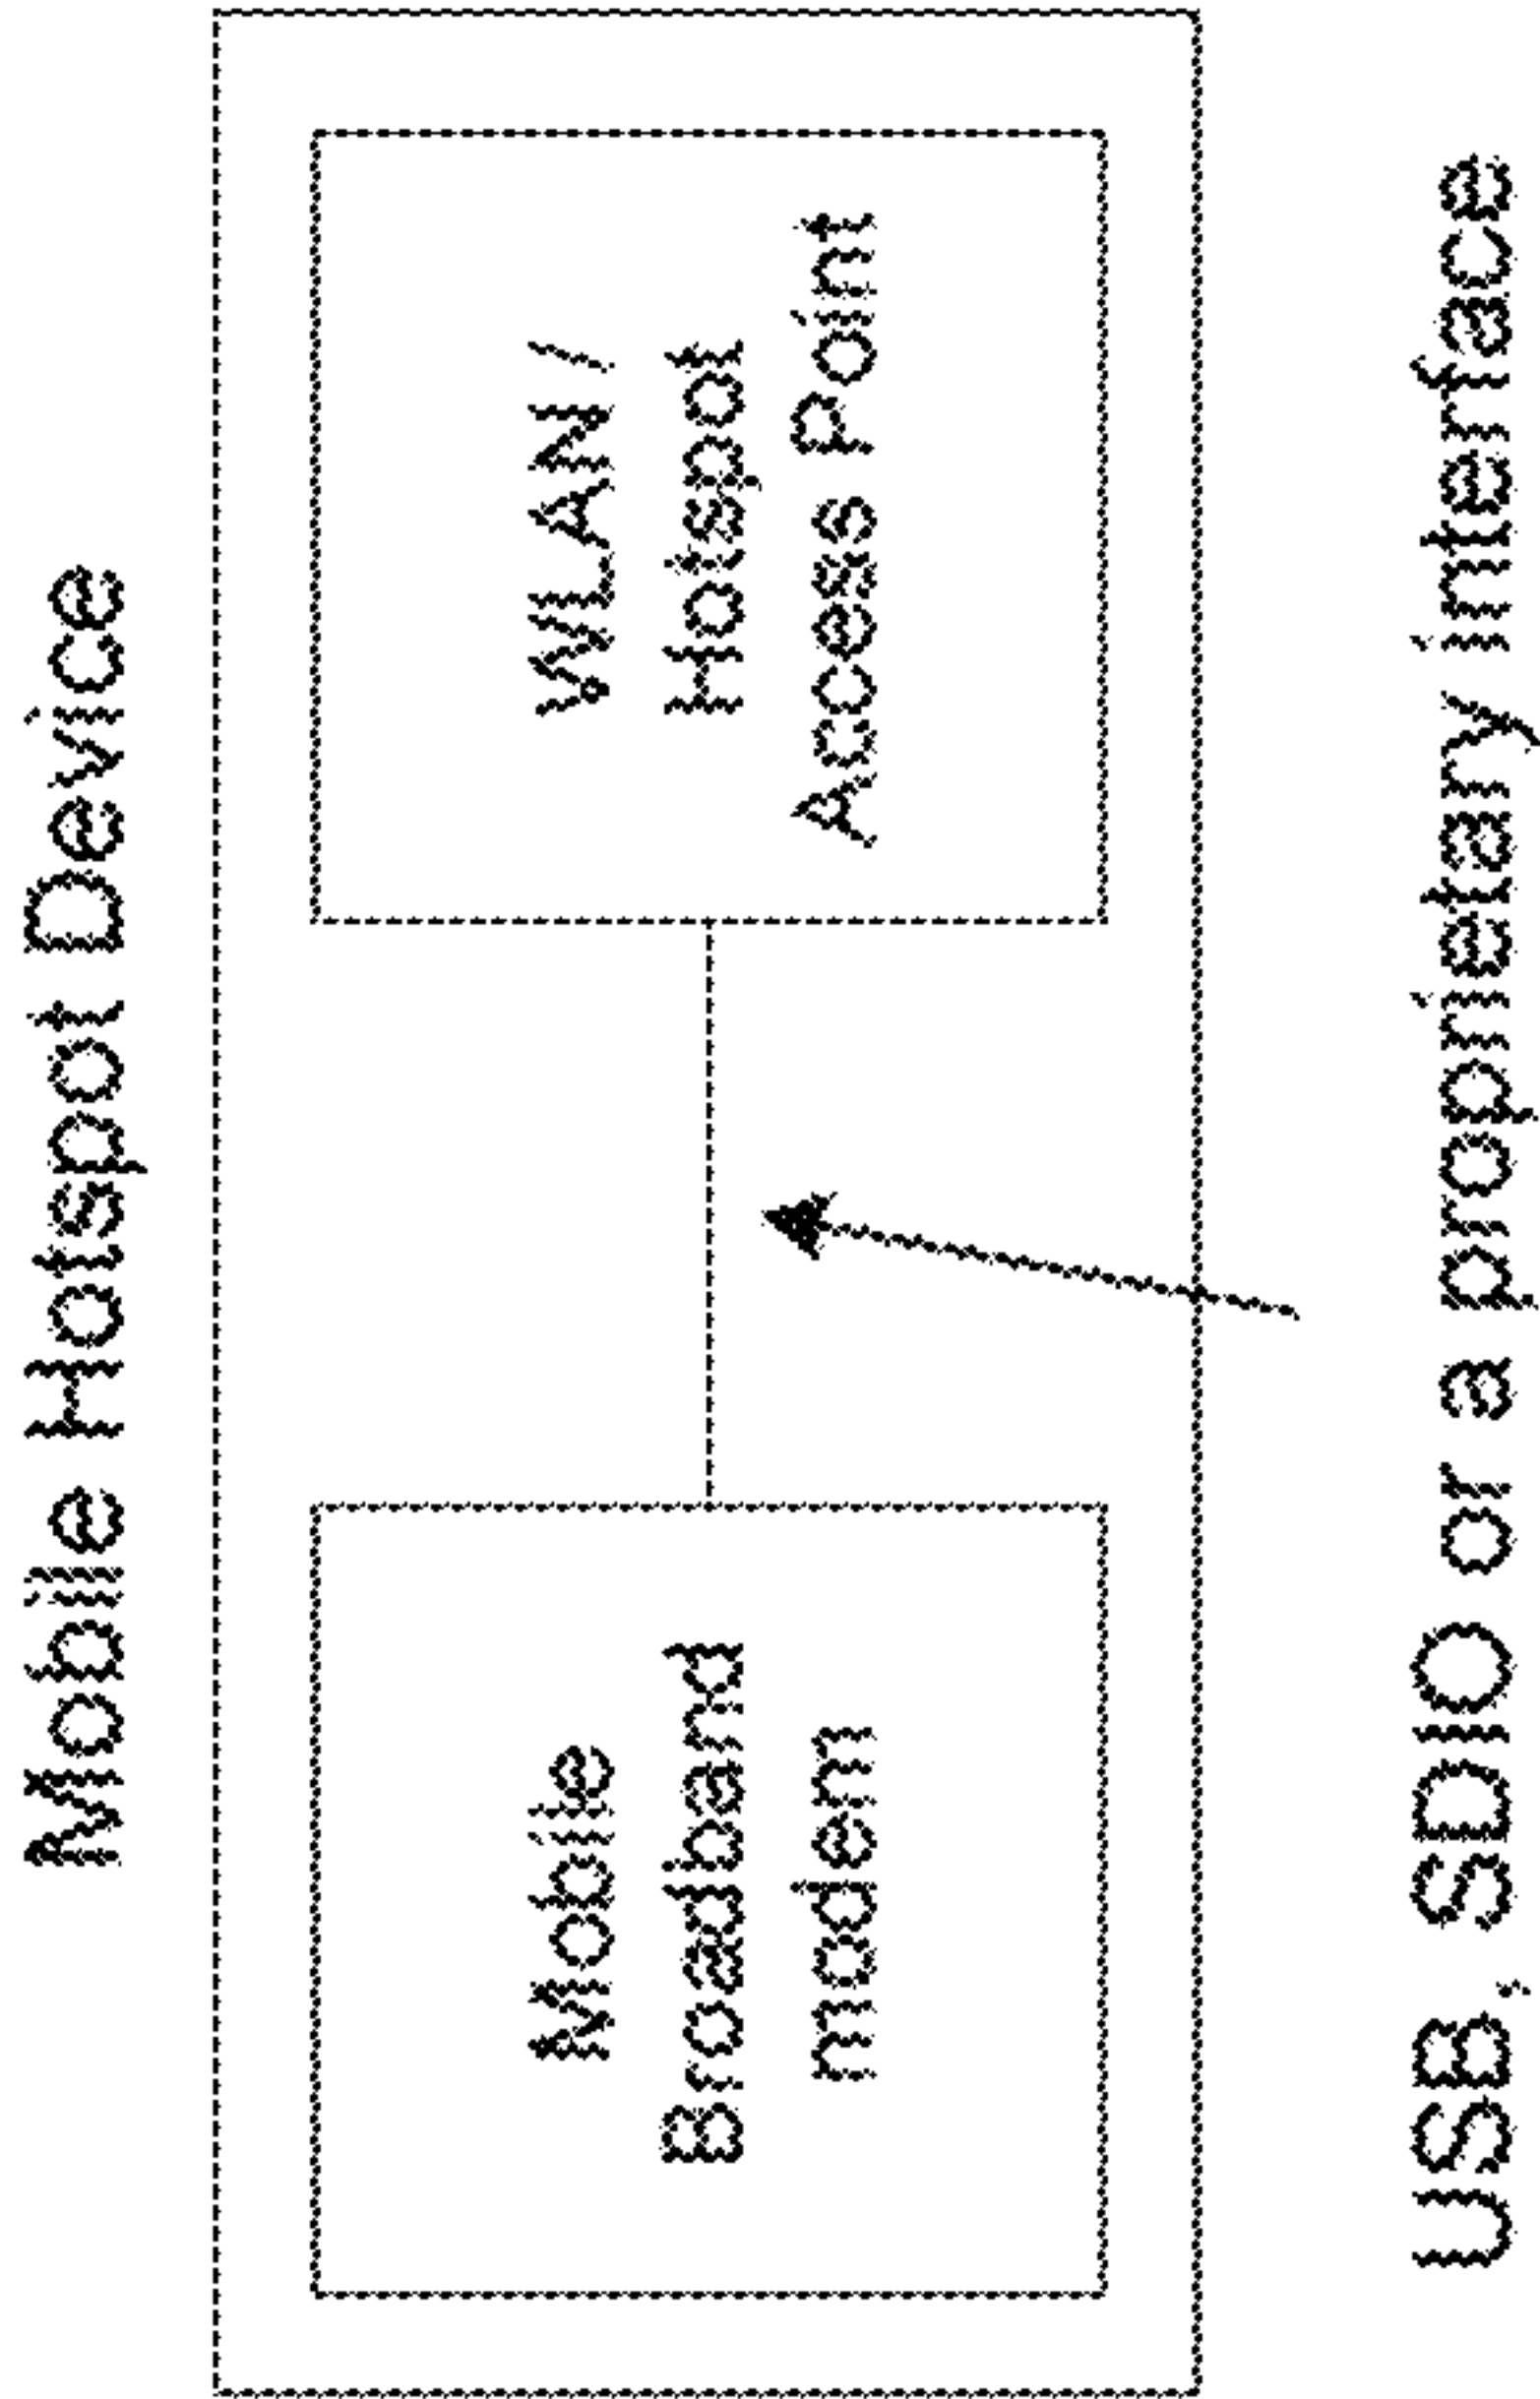 Mobile Hotspot Device
Mobile
Broadband
modem
WLAN /
Hotspot
Access Point
USB, SDIO or a proprietary interface